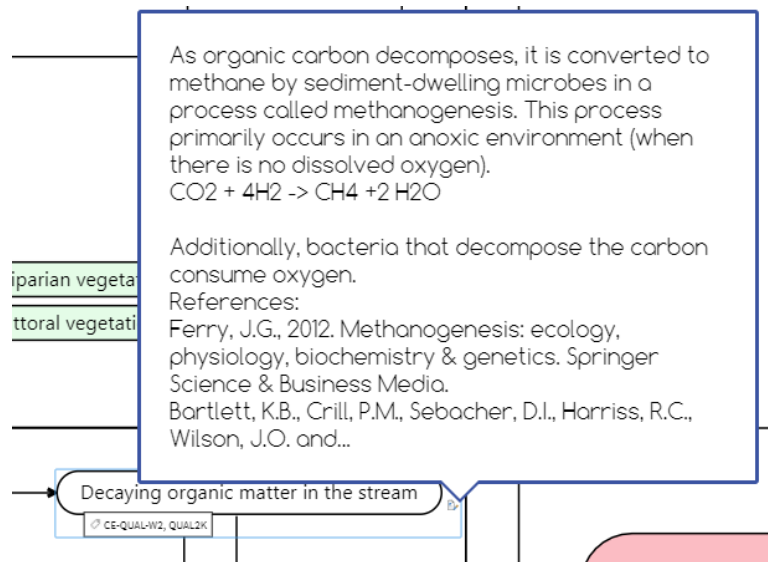 As organic carbon decomposes, it is converted to
methane by sediment-dwelling microbes in a
process called methanogenesis. This process
primarily occurs in an anoxic environment (when
there is no dissolved oxygen).
CO2 + 4H2 -> CH4 +2 H2O
Additionally, bacteria that decompose the carbon
consume oxygen.
References:
Ferry, J.G., 2012. Methanogenesis: ecology,
physiology, biochemistry & genetics. Springer
Science & Business Media.
Bartlett, K.B., Crill, P.M., Sebacher, D.I., Harriss, R.C.,
Wilson, J.O. and...
iparian vegeta
ttoral vegetati
Decaying organic matter in the stream
CE-QUAL-W2, QUAL2K